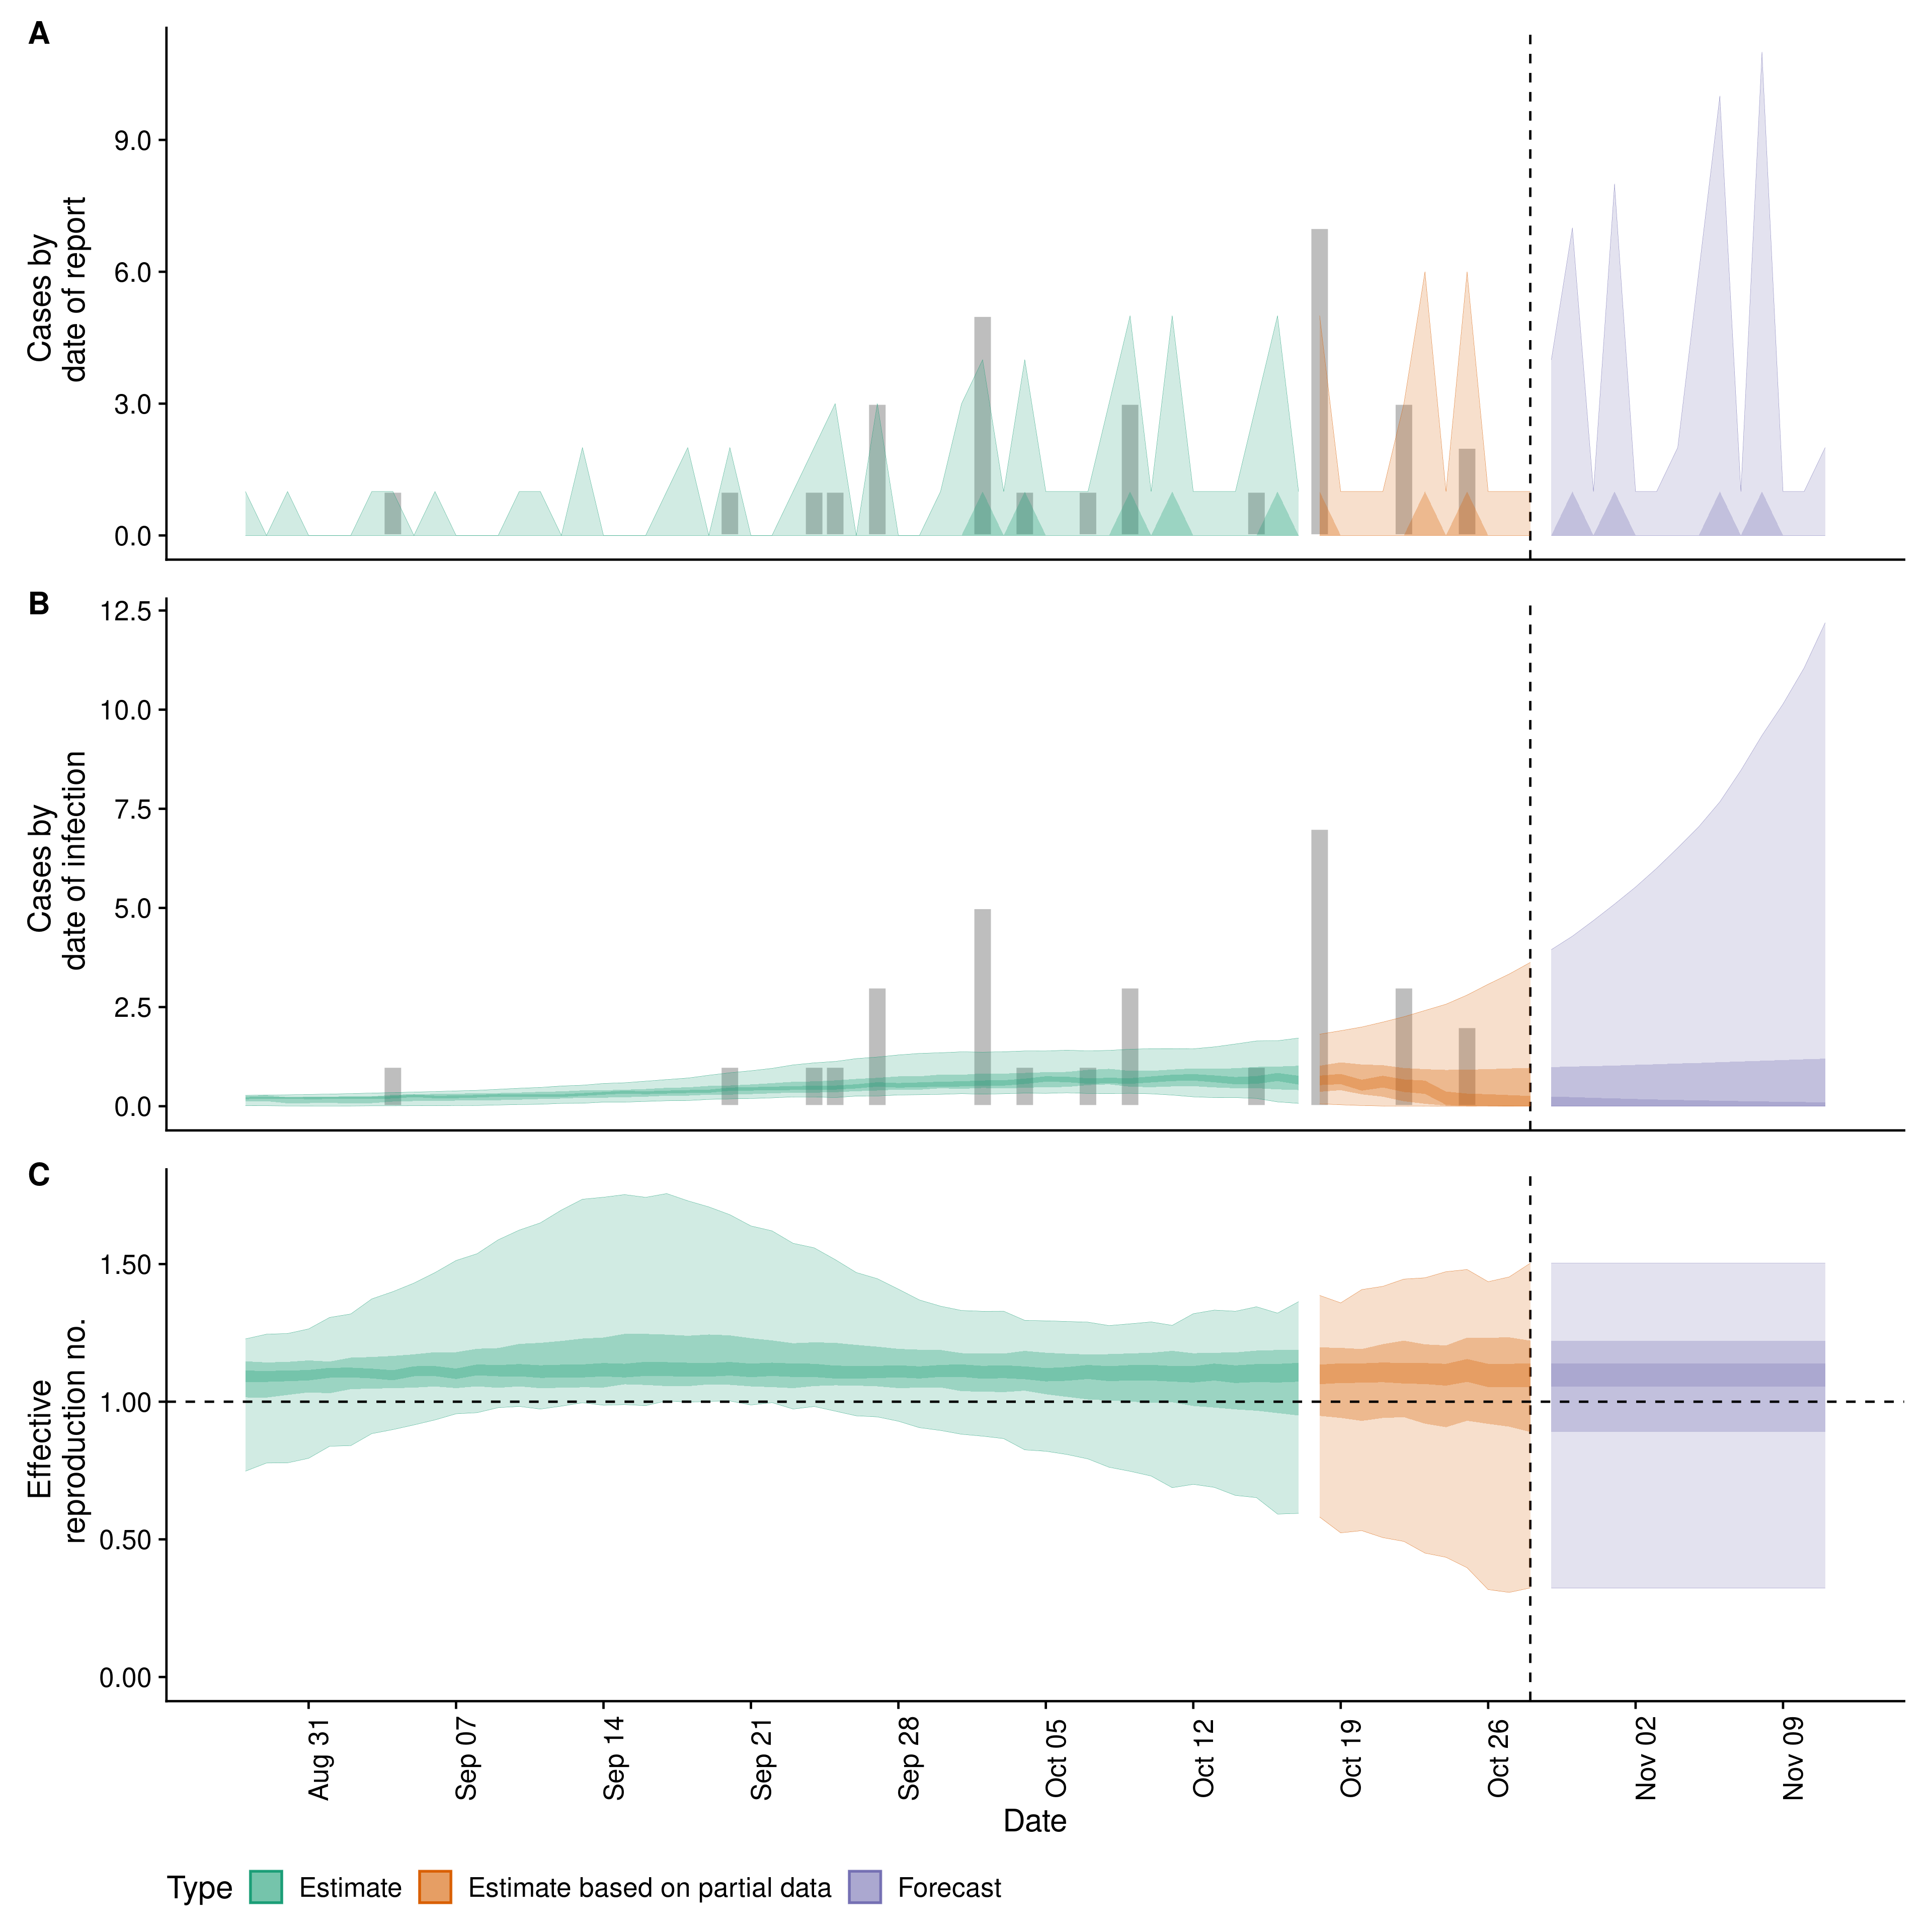 A
Cases by
date of report
9.0
6.0
3.0
0.0
B
Cases by
date of infection
12.5
10.0
7.5
5.0
2.5
0.0
C
Effective
reproduction no.
1.50
1.00
0.50
0.00
Aug 31
Sep 07
Sep 14
Sep 21
Sep 28
Oct 05
Oct 12
Oct 19
Oct 26
Nov 02
Nov 09
Date
Type Estimate Estimate based on partial data Forecast